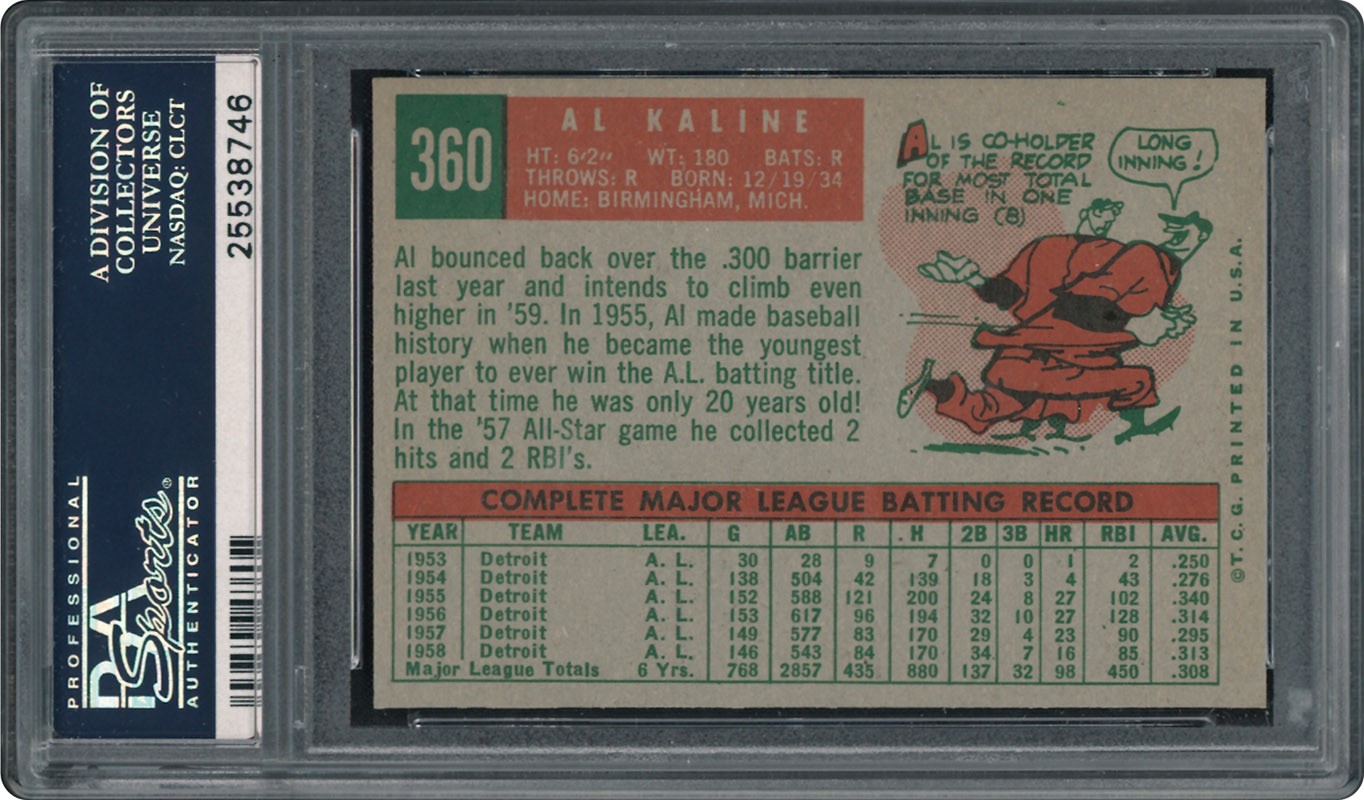 A DIVISION OF
COLLECTORS
UNIVERSE
NASDAQ: CLCT
25538746
PROFESSIONAL
PSA
Sports®
AUTHENTICATOR
360
AL KALINE
HT: 6'2" WT: 180 BATS: R
THROWS: R BORN: 12/19/34
HOME: BIRMINGHAM, MICH.
AL IS CO-HOLDER
OF THE RECORD
FOR MOST TOTAL
BASE IN ONE
INNING (8)
LONG
INNING!
Al bounced back over the .300 barrier
last year and intends to climb even
higher in '59. In 1955, Al made baseball
history when he became the youngest
player to ever win the A.L. batting title.
At that time he was only 20 years old!
In the '57 All-Star game he collected 2
hits and 2 RBI's.
COMPLETE MAJOR LEAGUE BATTING RECORD
YEAR TEAM LEA. G AB R H 2B 3B HR RBI AVG.
1953 Detroit A. L. 30 28 9 7 0 0 1 2 .250
1954 Detroit A. L. 138 504 42 139 18 3 4 43 .276
1955 Detroit A. L. 152 588 121 200 24 8 27 102 .340
1956 Detroit A. L. 153 617 96 194 32 10 27 128 .314
1957 Detroit A. L. 149 577 83 170 29 4 23 90 .295
1958 Detroit A. L. 146 543 84 170 34 7 16 85 .313
Major League Totals 6 Yrs. 768 2857 435 880 137 32 98 450 .308
©T. C. G. PRINTED IN U.S.A.